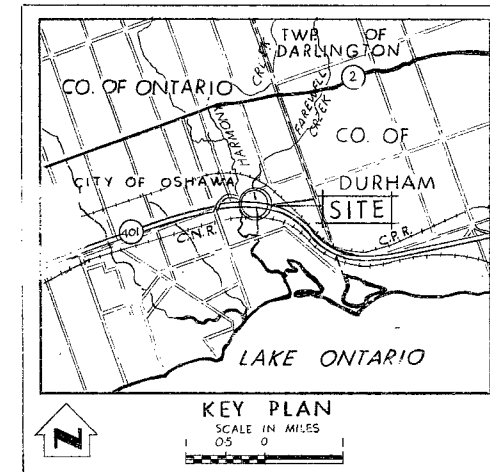 TWP OF
DARLINGTON
CO. OF ONTARIO
2
HARMONY
CREEK
FAREWELL
CREEK
CO. OF
CITY OF OSHAWA
DURHAM
1
SITE
401
C.N.R.
C.P.R.
LAKE ONTARIO
KEY PLAN
SCALE IN MILES
0·5 0
N